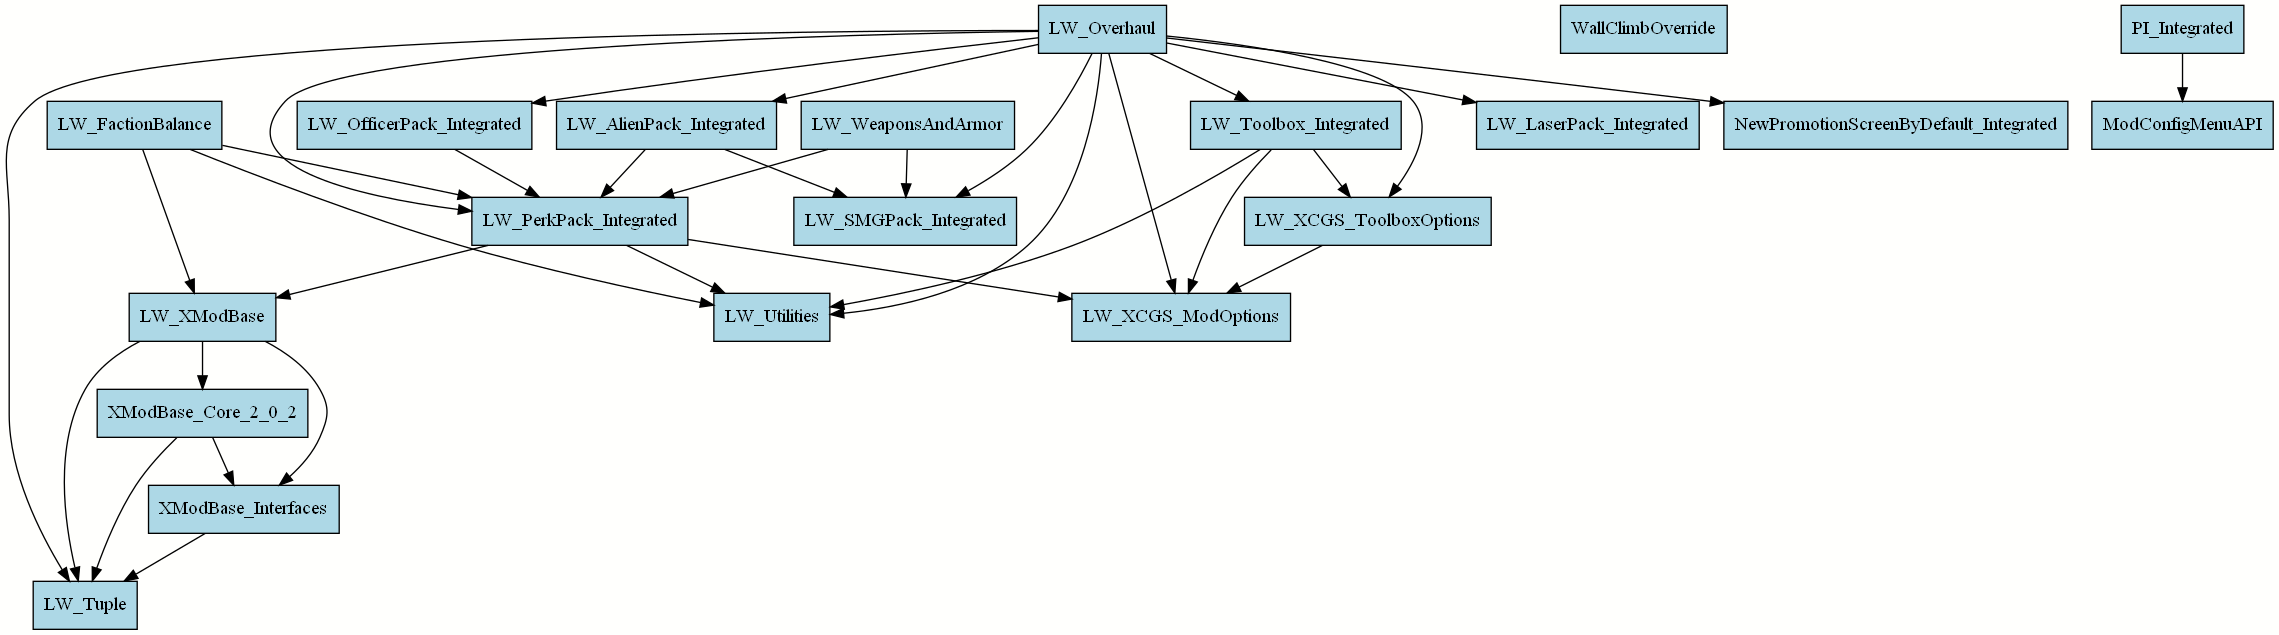 LW_Overhaul
WallClimbOverride
PI_Integrated
LW_FactionBalance
LW_OfficerPack_Integrated
LW_AlienPack_Integrated
LW_WeaponsAndArmor
LW_Toolbox_Integrated
LW_LaserPack_Integrated
NewPromotionScreenByDefault_Integrated
ModConfigMenuAPI
LW_PerkPack_Integrated
LW_SMGPack_Integrated
LW_XCGS_ToolboxOptions
LW_XModBase
LW_Utilities
LW_XCGS_ModOptions
XModBase_Core_2_0_2
XModBase_Interfaces
LW_Tuple